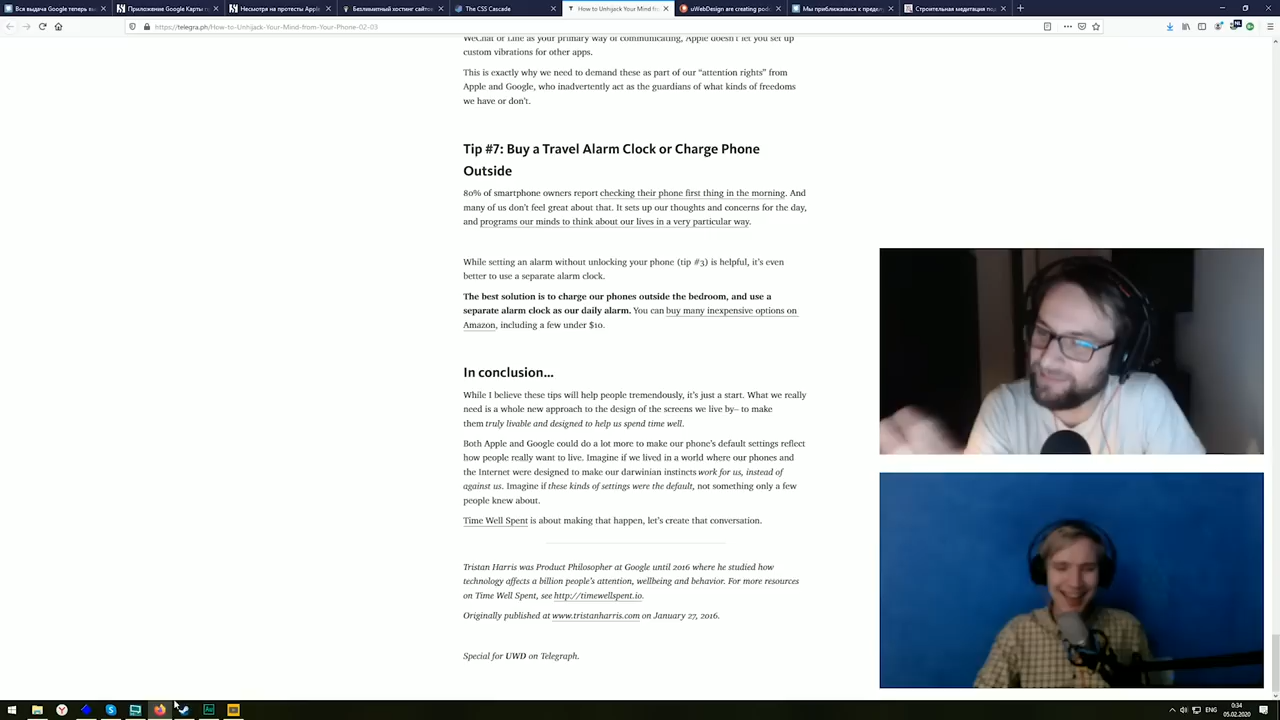 Вся выдача Google теперь в
Приложение Google Карты п
Несмотря на протесты Apple
Безлимитный хостинг сайтов
The CSS Cascade
How to Unhijack Your Mind fr
uWebDesign are creating pod
Мы приближаемся к предел
Строительная медитация под
https://telegra.ph/How-to-Unhijack-Your-Mind-from-Your-Phone-02-03
WeChat or Line as your primary way of communicating, Apple doesn't let you set up
custom vibrations for other apps.
This is exactly why we need to demand these as part of our “attention rights” from
Apple and Google, who inadvertently act as the guardians of what kinds of freedoms
we have or don't.
Tip #7: Buy a Travel Alarm Clock or Charge Phone
Outside
80% of smartphone owners report checking their phone first thing in the morning. And
many of us don't feel great about that. It sets up our thoughts and concerns for the day,
and programs our minds to think about our lives in a very particular way.
While setting an alarm without unlocking your phone (tip #3) is helpful, it's even
better to use a separate alarm clock.
The best solution is to charge our phones outside the bedroom, and use a
separate alarm clock as our daily alarm. You can buy many inexpensive options on
Amazon, including a few under $10.
In conclusion…
While I believe these tips will help people tremendously, it's just a start. What we really
need is a whole new approach to the design of the screens we live by– to make
them truly livable and designed to help us spend time well.
Both Apple and Google could do a lot more to make our phone's default settings reflect
how people really want to live. Imagine if we lived in a world where our phones and
the Internet were designed to make our darwinian instincts work for us, instead of
against us. Imagine if these kinds of settings were the default, not something only a few
people knew about.
Time Well Spent is about making that happen, let's create that conversation.
Tristan Harris was Product Philosopher at Google until 2016 where he studied how
technology affects a billion people's attention, wellbeing and behavior. For more resources
on Time Well Spent, see http://timewellspent.io.
Originally published at www.tristanharris.com on January 27, 2016.
Special for UWD on Telegraph.
ENG
0:34
05.02.2020